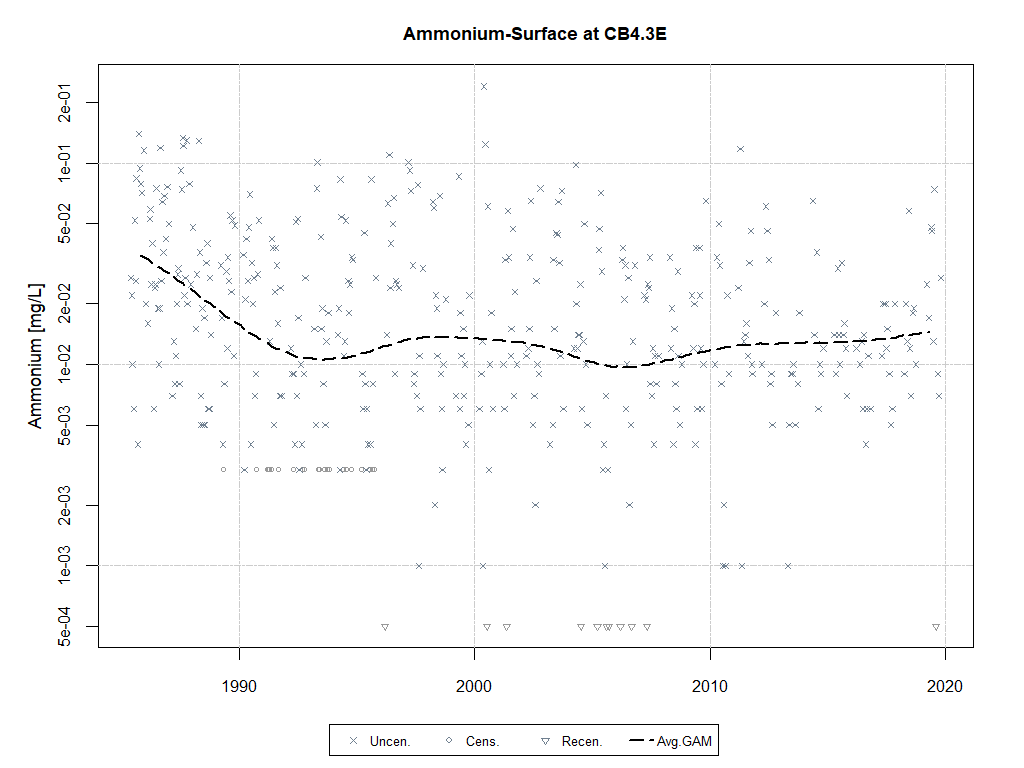 Ammonium-Surface at CB4.3E
Ammonium [mg/L]
2e-01
1e-01
5e-02
2e-02
1e-02
5e-03
2e-03
1e-03
5e-04
1990 2000 2010 2020
Uncen. Cens. Recen. Avg.GAM